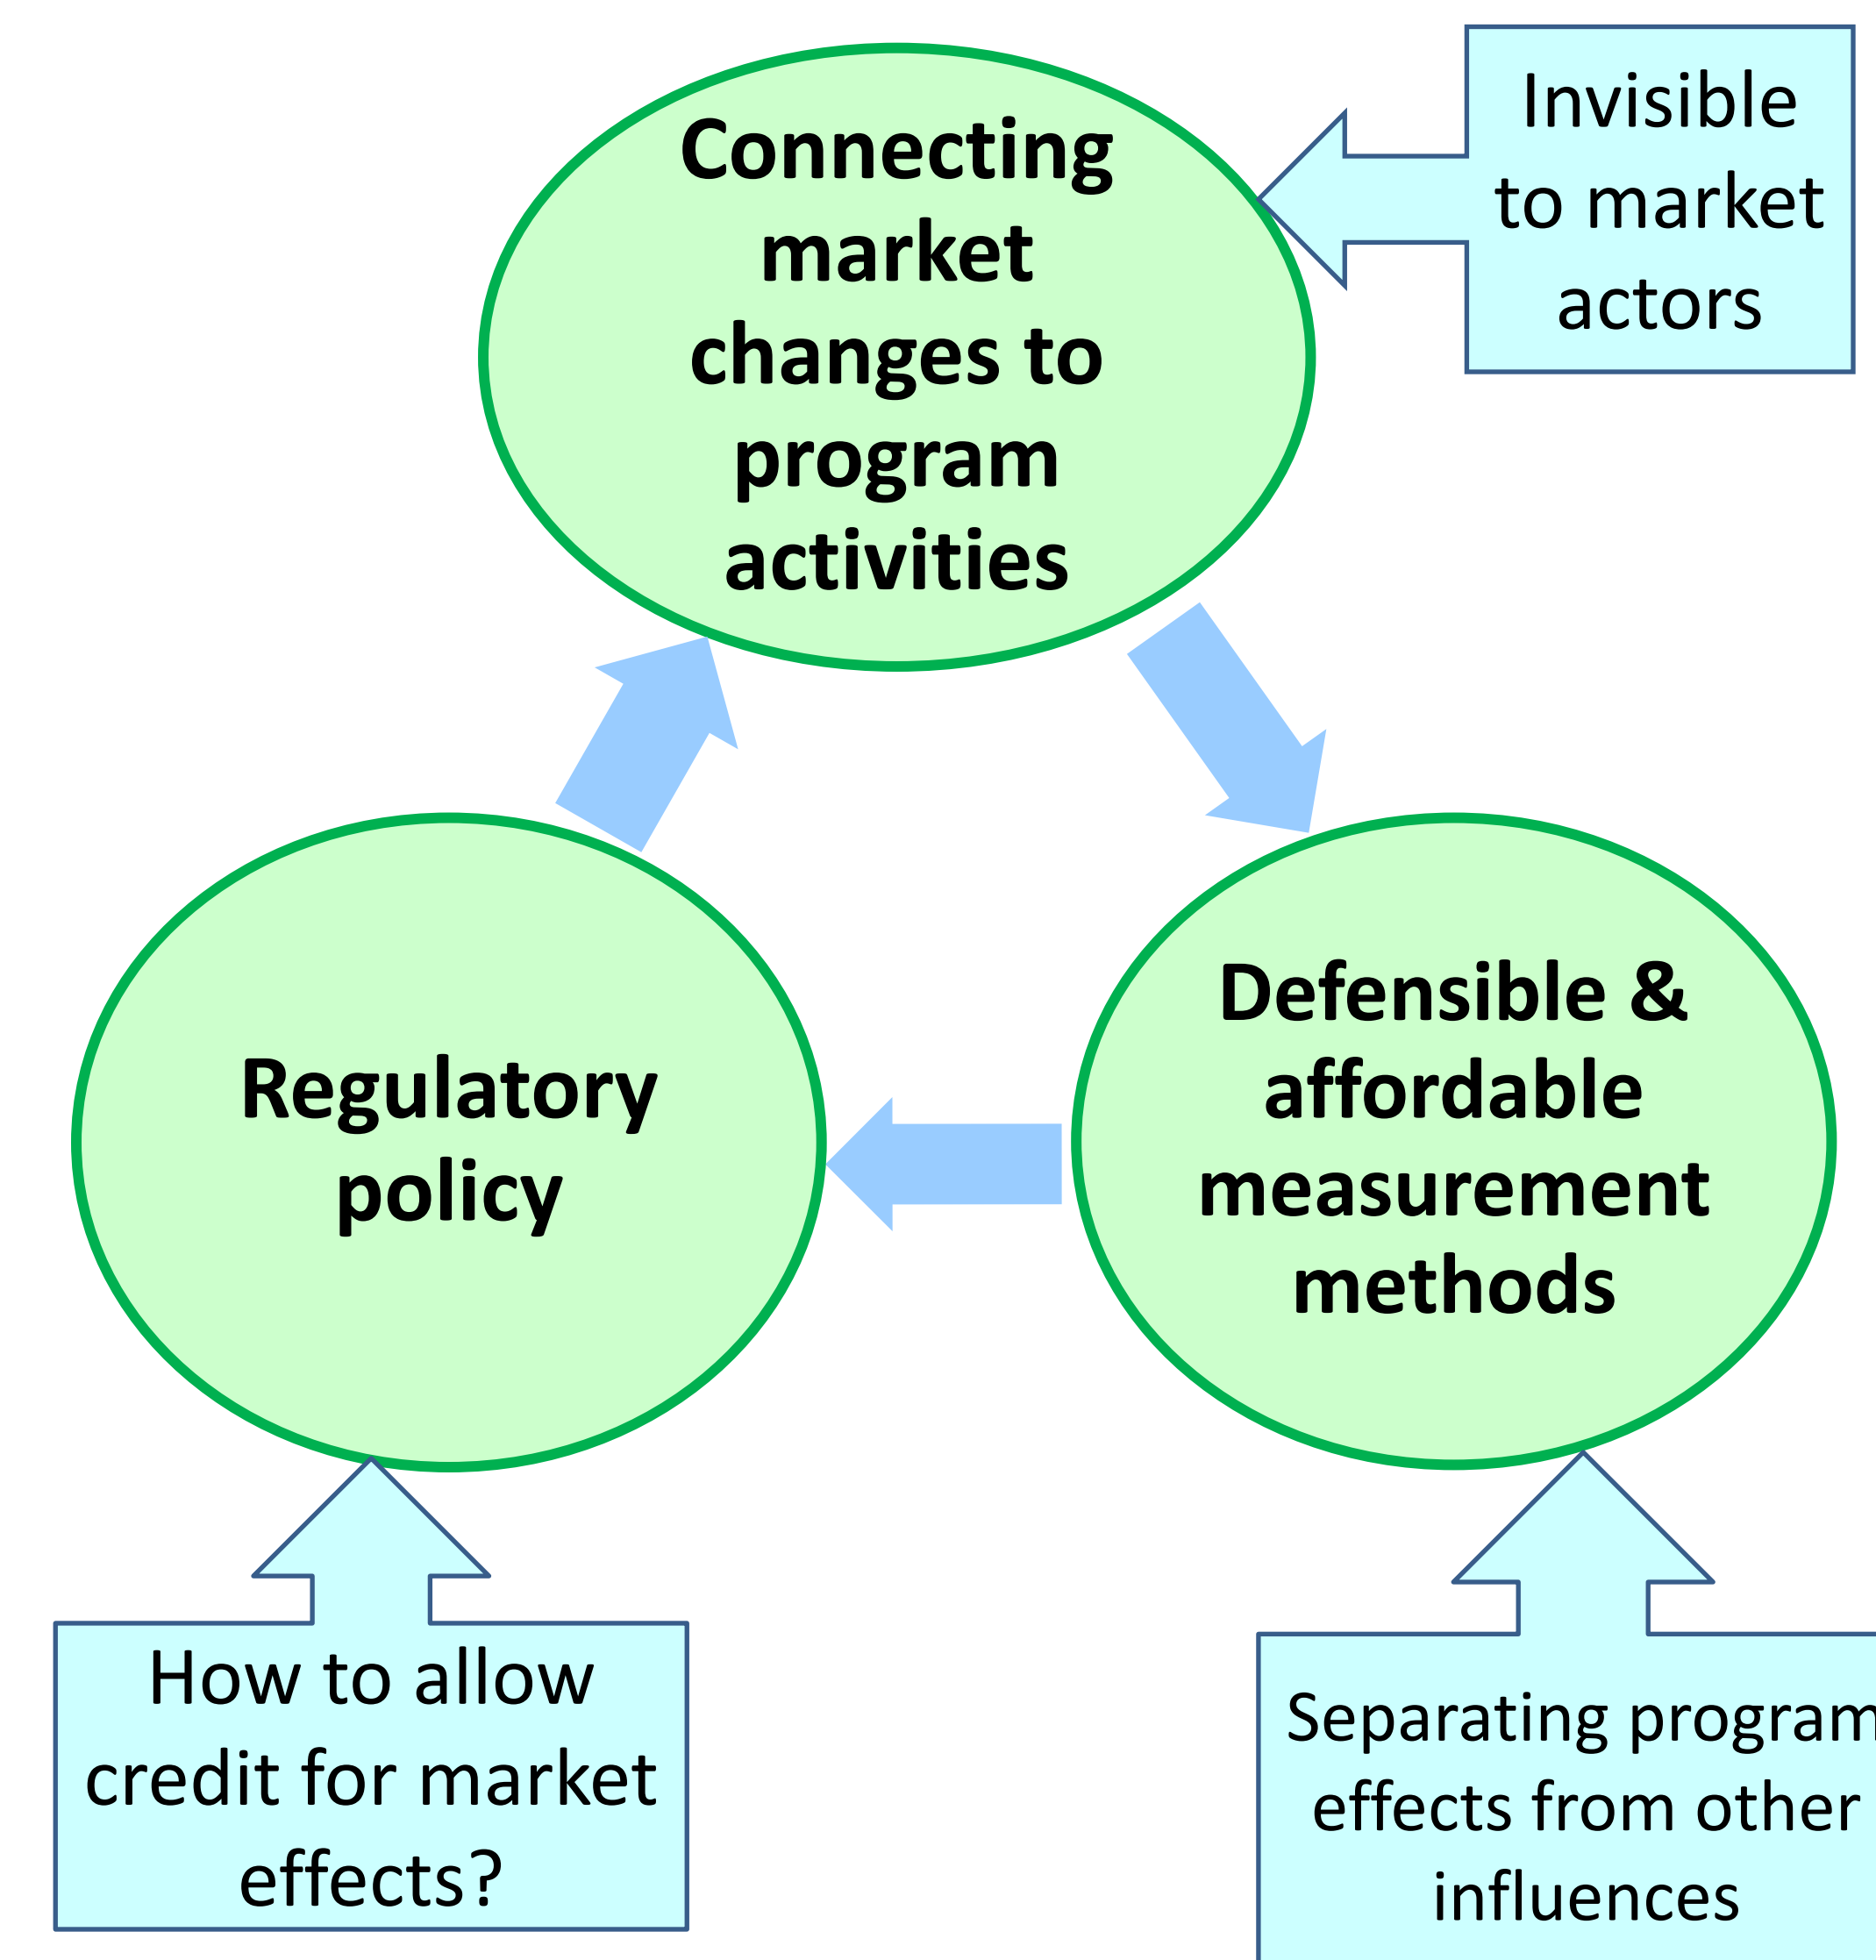 Connecting
market
changes to
program
activities
Invisible
to market
actors
Defensible &
affordable
measurement
methods
Regulatory
policy
How to allow
credit for market
effects?
Separating program
effects from other
influences